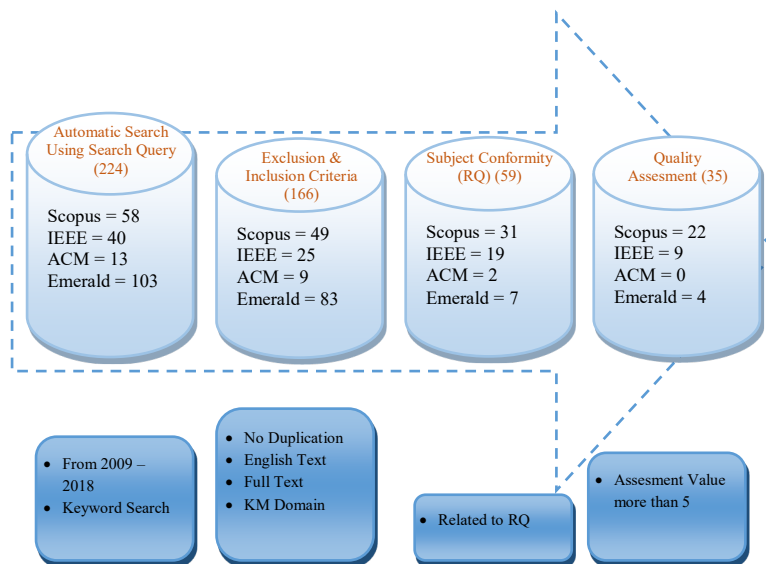 Automatic Search
Using Search Query
(224)
Scopus = 58
IEEE = 40
ACM = 13
Emerald = 103
Exclusion &
Inclusion Criteria
(166)
Scopus = 49
IEEE = 25
ACM = 9
Emerald = 83
Subject Conformity
(RQ) (59)
Scopus = 31
IEEE = 19
ACM = 2
Emerald = 7
Quality
Assesment (35)
Scopus = 22
IEEE = 9
ACM = 0
Emerald = 4
• From 2009 –
2018
• Keyword Search
• No Duplication
• English Text
• Full Text
• KM Domain
• Related to RQ
• Assesment Value
more than 5